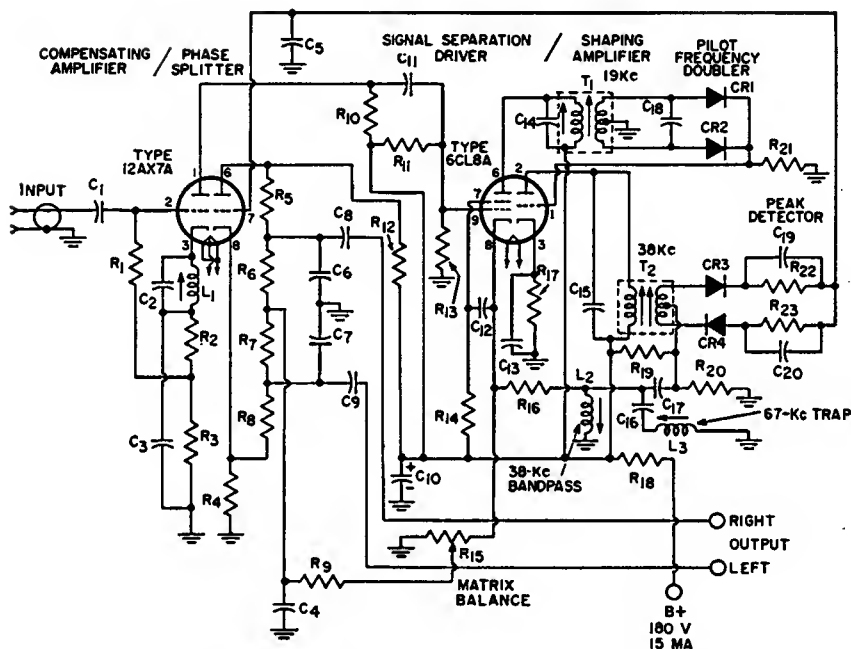 COMPENSATING AMPLIFIER / PHASE SPLITTER
SIGNAL SEPARATION DRIVER / SHAPING AMPLIFIER
PILOT FREQUENCY DOUBLER
C5
C11
T1
19Kc
CR1
C14
C18
CR2
R10
R11
R21
TYPE 12AX7A
TYPE 6CL8A
1
6
2
7
3
8
6
2
7
9
1
8
3
INPUT
C1
R5
C8
R12
PEAK DETECTOR
C19
R1
C2
L1
R6
C6
R13
C12
R17
C15
38Kc
T2
CR3
R22
R2
R7
C7
C13
R23
CR4
R19
C20
C9
R14
R16
L2
C16
C17
R20
67-Kc TRAP
L3
C3
R3
R8
R4
C10
+
-
38-Kc BANDPASS
R18
RIGHT
OUTPUT
LEFT
R15
MATRIX BALANCE
R9
C4
B+
180 V
15 MA